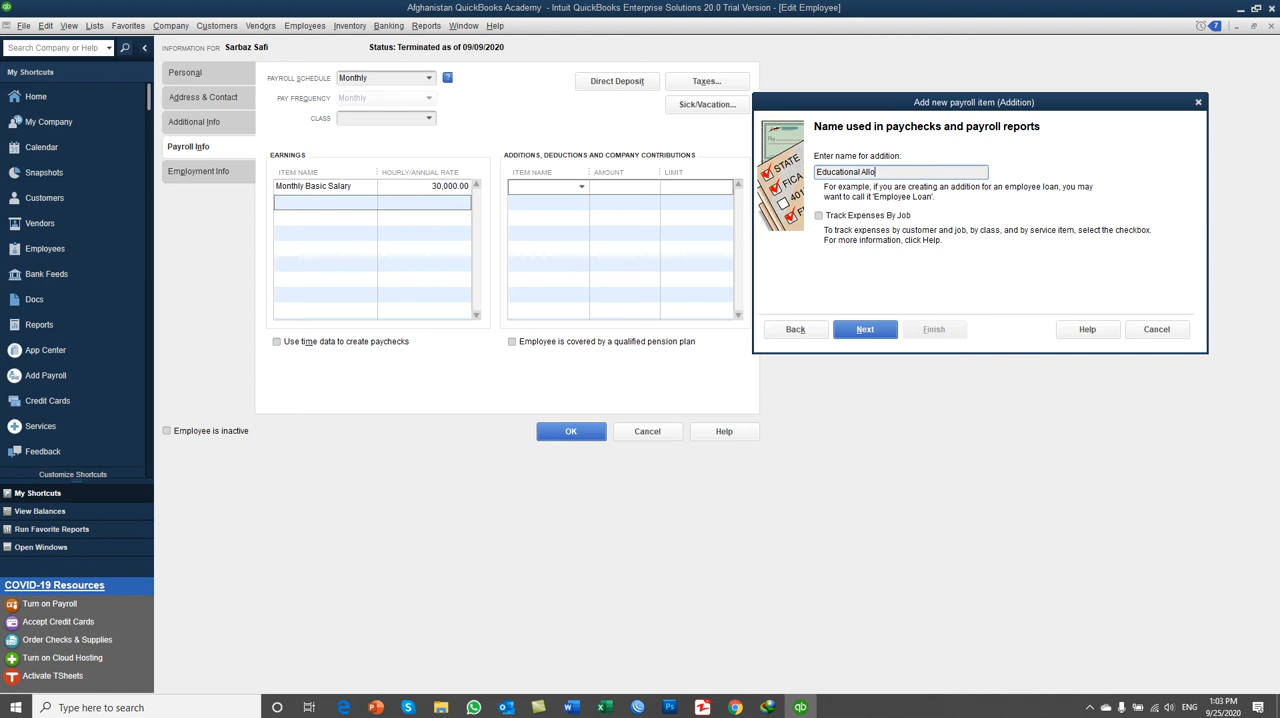 Afghanistan QuickBooks Academy - Intuit QuickBooks Enterprise Solutions 20.0 Trial Version - [Edit Employee]
File Edit View Lists Favorites Company Customers Vendors Employees Inventory Banking Reports Window Help
7
Search Company or Help
INFORMATION FOR Sarbaz Safi Status: Terminated as of 09/09/2020
My Shortcuts
Home
My Company
Calendar
Snapshots
Customers
Vendors
Employees
Bank Feeds
Docs
Reports
App Center
Add Payroll
Credit Cards
Services
Feedback
Customize Shortcuts
My Shortcuts
View Balances
Run Favorite Reports
Open Windows
COVID-19 Resources
Turn on Payroll
Accept Credit Cards
Order Checks & Supplies
Turn on Cloud Hosting
Activate TSheets
Personal
Address & Contact
Additional Info
Payroll Info
Employment Info
PAYROLL SCHEDULE Monthly ?
PAY FREQUENCY Monthly
CLASS
Direct Deposit Taxes...
Sick/Vacation...
EARNINGS
ITEM NAME HOURLY/ANNUAL RATE
Monthly Basic Salary 30,000.00
Use time data to create paychecks
ADDITIONS, DEDUCTIONS AND COMPANY CONTRIBUTIONS
ITEM NAME AMOUNT LIMIT
Employee is covered by a qualified pension plan
Employee is inactive
OK Cancel Help
Add new payroll item (Addition)
STATE
FICA
401
Name used in paychecks and payroll reports
Enter name for addition:
Educational Allo
For example, if you are creating an addition for an employee loan, you may
want to call it 'Employee Loan'.
Track Expenses By Job
To track expenses by customer and job, by class, and by service item, select the checkbox.
For more information, click Help.
Back Next Finish Help Cancel
Type here to search
ENG
1:03 PM
9/25/2020